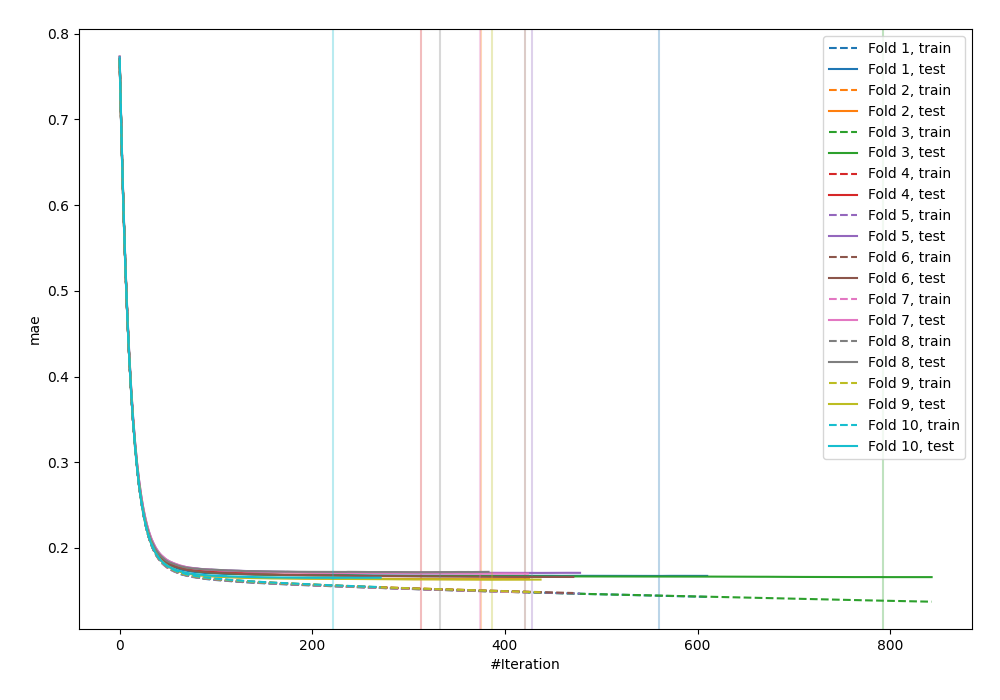 0.8
0.7
0.6
0.5
0.4
0.3
0.2
mae
0
200
400
600
800
#Iteration
Fold 1, train
Fold 1, test
Fold 2, train
Fold 2, test
Fold 3, train
Fold 3, test
Fold 4, train
Fold 4, test
Fold 5, train
Fold 5, test
Fold 6, train
Fold 6, test
Fold 7, train
Fold 7, test
Fold 8, train
Fold 8, test
Fold 9, train
Fold 9, test
Fold 10, train
Fold 10, test